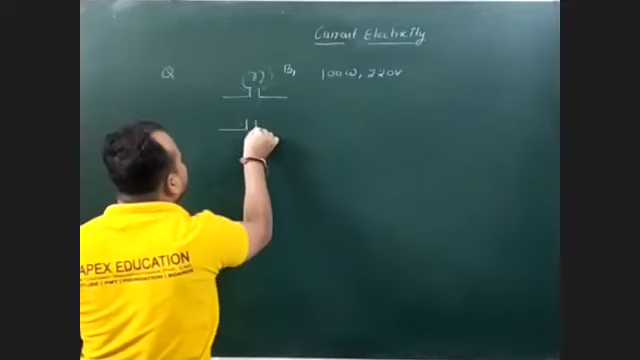 Current Electricity
Q B₁ 100W, 220V
APEX EDUCATION